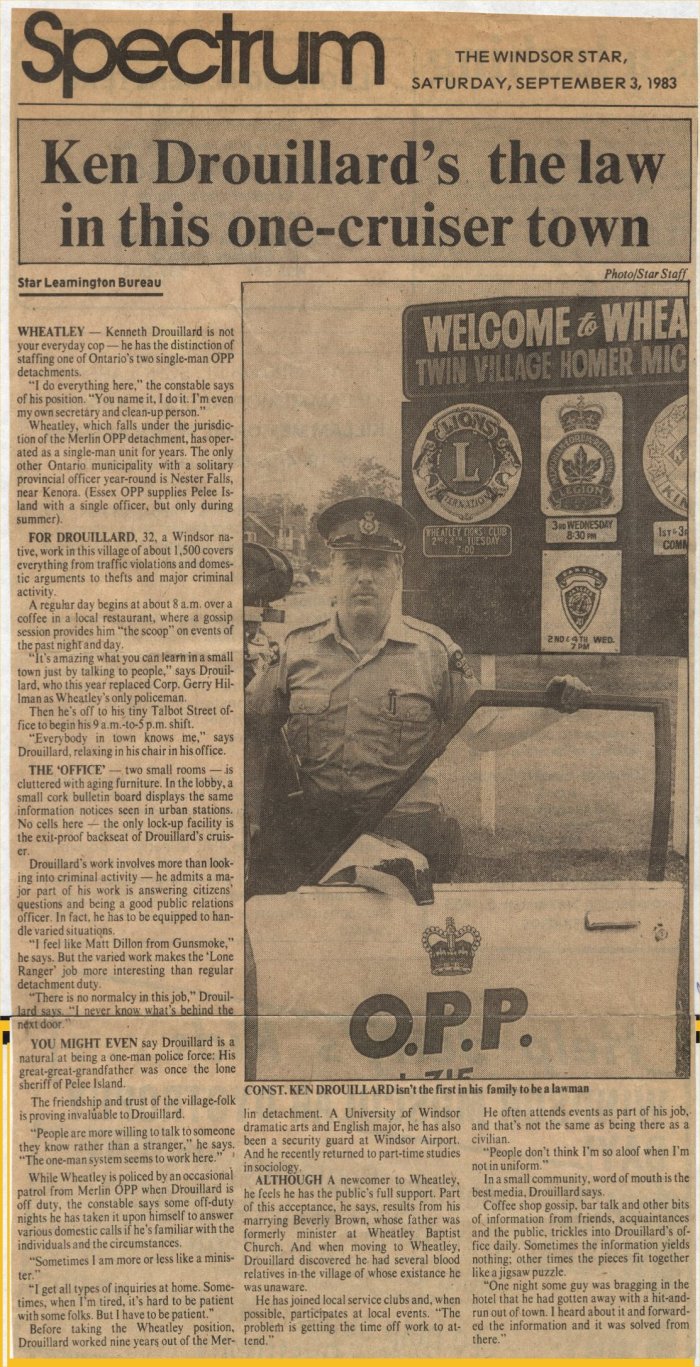 Spectrum
THE WINDSOR STAR,
SATURDAY, SEPTEMBER 3, 1983
Ken Drouillard's the law
in this one-cruiser town
Star Leamington Bureau
Photo/Star Staff
WHEATLEY — Kenneth Drouillard is not
your everyday cop — he has the distinction of
staffing one of Ontario's two single-man OPP
detachments.
"I do everything here," the constable says
of his position. "You name it, I do it. I'm even
my own secretary and clean-up person."
Wheatley, which falls under the jurisdic-
tion of the Merlin OPP detachment, has oper-
ated as a single-man unit for years. The only
other Ontario municipality with a solitary
provincial officer year-round is Nester Falls,
near Kenora. (Essex OPP supplies Pelee Is-
land with a single officer, but only during
summer).
FOR DROUILLARD, 32, a Windsor na-
tive, work in this village of about 1,500 covers
everything from traffic violations and domes-
tic arguments to thefts and major criminal
activity.
A regular day begins at about 8 a.m. over a
coffee in a local restaurant, where a gossip
session provides him "the scoop" on events of
the past night and day.
"It's amazing what you can learn in a small
town just by talking to people," says Drouil-
lard, who this year replaced Corp. Gerry Hil-
lman as Wheatley's only policeman.
Then he's off to his tiny Talbot Street of-
fice to begin his 9 a.m.-to-5 p.m. shift.
"Everybody in town knows me," says
Drouillard, relaxing in his chair in his office.
THE 'OFFICE' — two small rooms — is
cluttered with aging furniture. In the lobby, a
small cork bulletin board displays the same
information notices seen in urban stations.
No cells here — the only lock-up facility is
the exit-proof backseat of Drouillard's cruis-
er.
Drouillard's work involves more than look-
ing into criminal activity — he admits a ma-
jor part of his work is answering citizens'
questions and being a good public relations
officer. In fact, he has to be equipped to han-
dle varied situations.
"I feel like Matt Dillon from Gunsmoke,"
he says. But the varied work makes the 'Lone
Ranger' job more interesting than regular
detachment duty.
"There is no normalcy in this job," Drouil-
lard says. "I never know what's behind the
next door."
YOU MIGHT EVEN say Drouillard is a
natural at being a one-man police force: His
great-great-grandfather was once the lone
sheriff of Pelee Island.
The friendship and trust of the village-folk
is proving invaluable to Drouillard.
"People are more willing to talk to someone
they know rather than a stranger," he says.
"The one-man system seems to work here."
While Wheatley is policed by an occasional
patrol from Merlin OPP when Drouillard is
off duty, the constable says some off-duty
nights he has taken it upon himself to answer
various domestic calls if he's familiar with the
individuals and the circumstances.
"Sometimes I am more or less like a minis-
ter."
"I get all types of inquiries at home. Some-
times, when I'm tired, it's hard to be patient
with some folks. But I have to be patient."
Before taking the Wheatley position,
Drouillard worked nine years out of the Mer-
WELCOME to WHEA
TWIN VILLAGE HOMER MIC
LIONS
L
INTERNATIONAL
WHEATLEY LIONS CLUB
2ND & 4TH TUESDAY
7:00
LEGION
3RD WEDNESDAY
8:30 PM
KIN
1ST & 3
COMM
2ND & 4TH WED.
7 PM
O.P.P.
CONST. KEN DROUILLARD isn't the first in his family to be a lawman
lin detachment. A University of Windsor
dramatic arts and English major, he has also
been a security guard at Windsor Airport.
And he recently returned to part-time studies
in sociology.
ALTHOUGH A newcomer to Wheatley,
he feels he has the public's full support. Part
of this acceptance, he says, results from his
marrying Beverly Brown, whose father was
formerly minister at Wheatley Baptist
Church. And when moving to Wheatley,
Drouillard discovered he had several blood
relatives in the village of whose existance he
was unaware.
He has joined local service clubs and, when
possible, participates at local events. "The
problem is getting the time off work to at-
tend."
He often attends events as part of his job,
and that's not the same as being there as a
civilian.
"People don't think I'm so aloof when I'm
not in uniform."
In a small community, word of mouth is the
best media, Drouillard says.
Coffee shop gossip, bar talk and other bits
of information from friends, acquaintances
and the public, trickles into Drouillard's of-
fice daily. Sometimes the information yields
nothing; other times the pieces fit together
like a jigsaw puzzle.
"One night some guy was bragging in the
hotel that he had gotten away with a hit-and-
run out of town. I heard about it and forward-
ed the information and it was solved from
there."